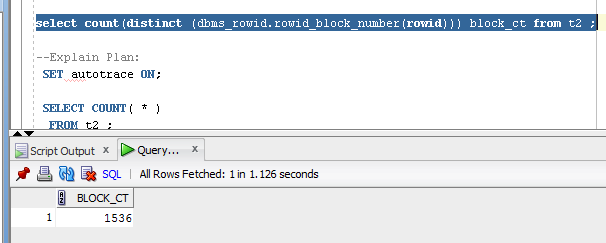 select count(distinct (dbms_rowid.rowid_block_number(rowid))) block_ct from t2 ;
--Explain Plan:
SET autotrace ON;
SELECT COUNT( * )
FROM t2 ;
Script Output x Query... x
SQL | All Rows Fetched: 1 in 1.126 seconds
BLOCK_CT
1 1536